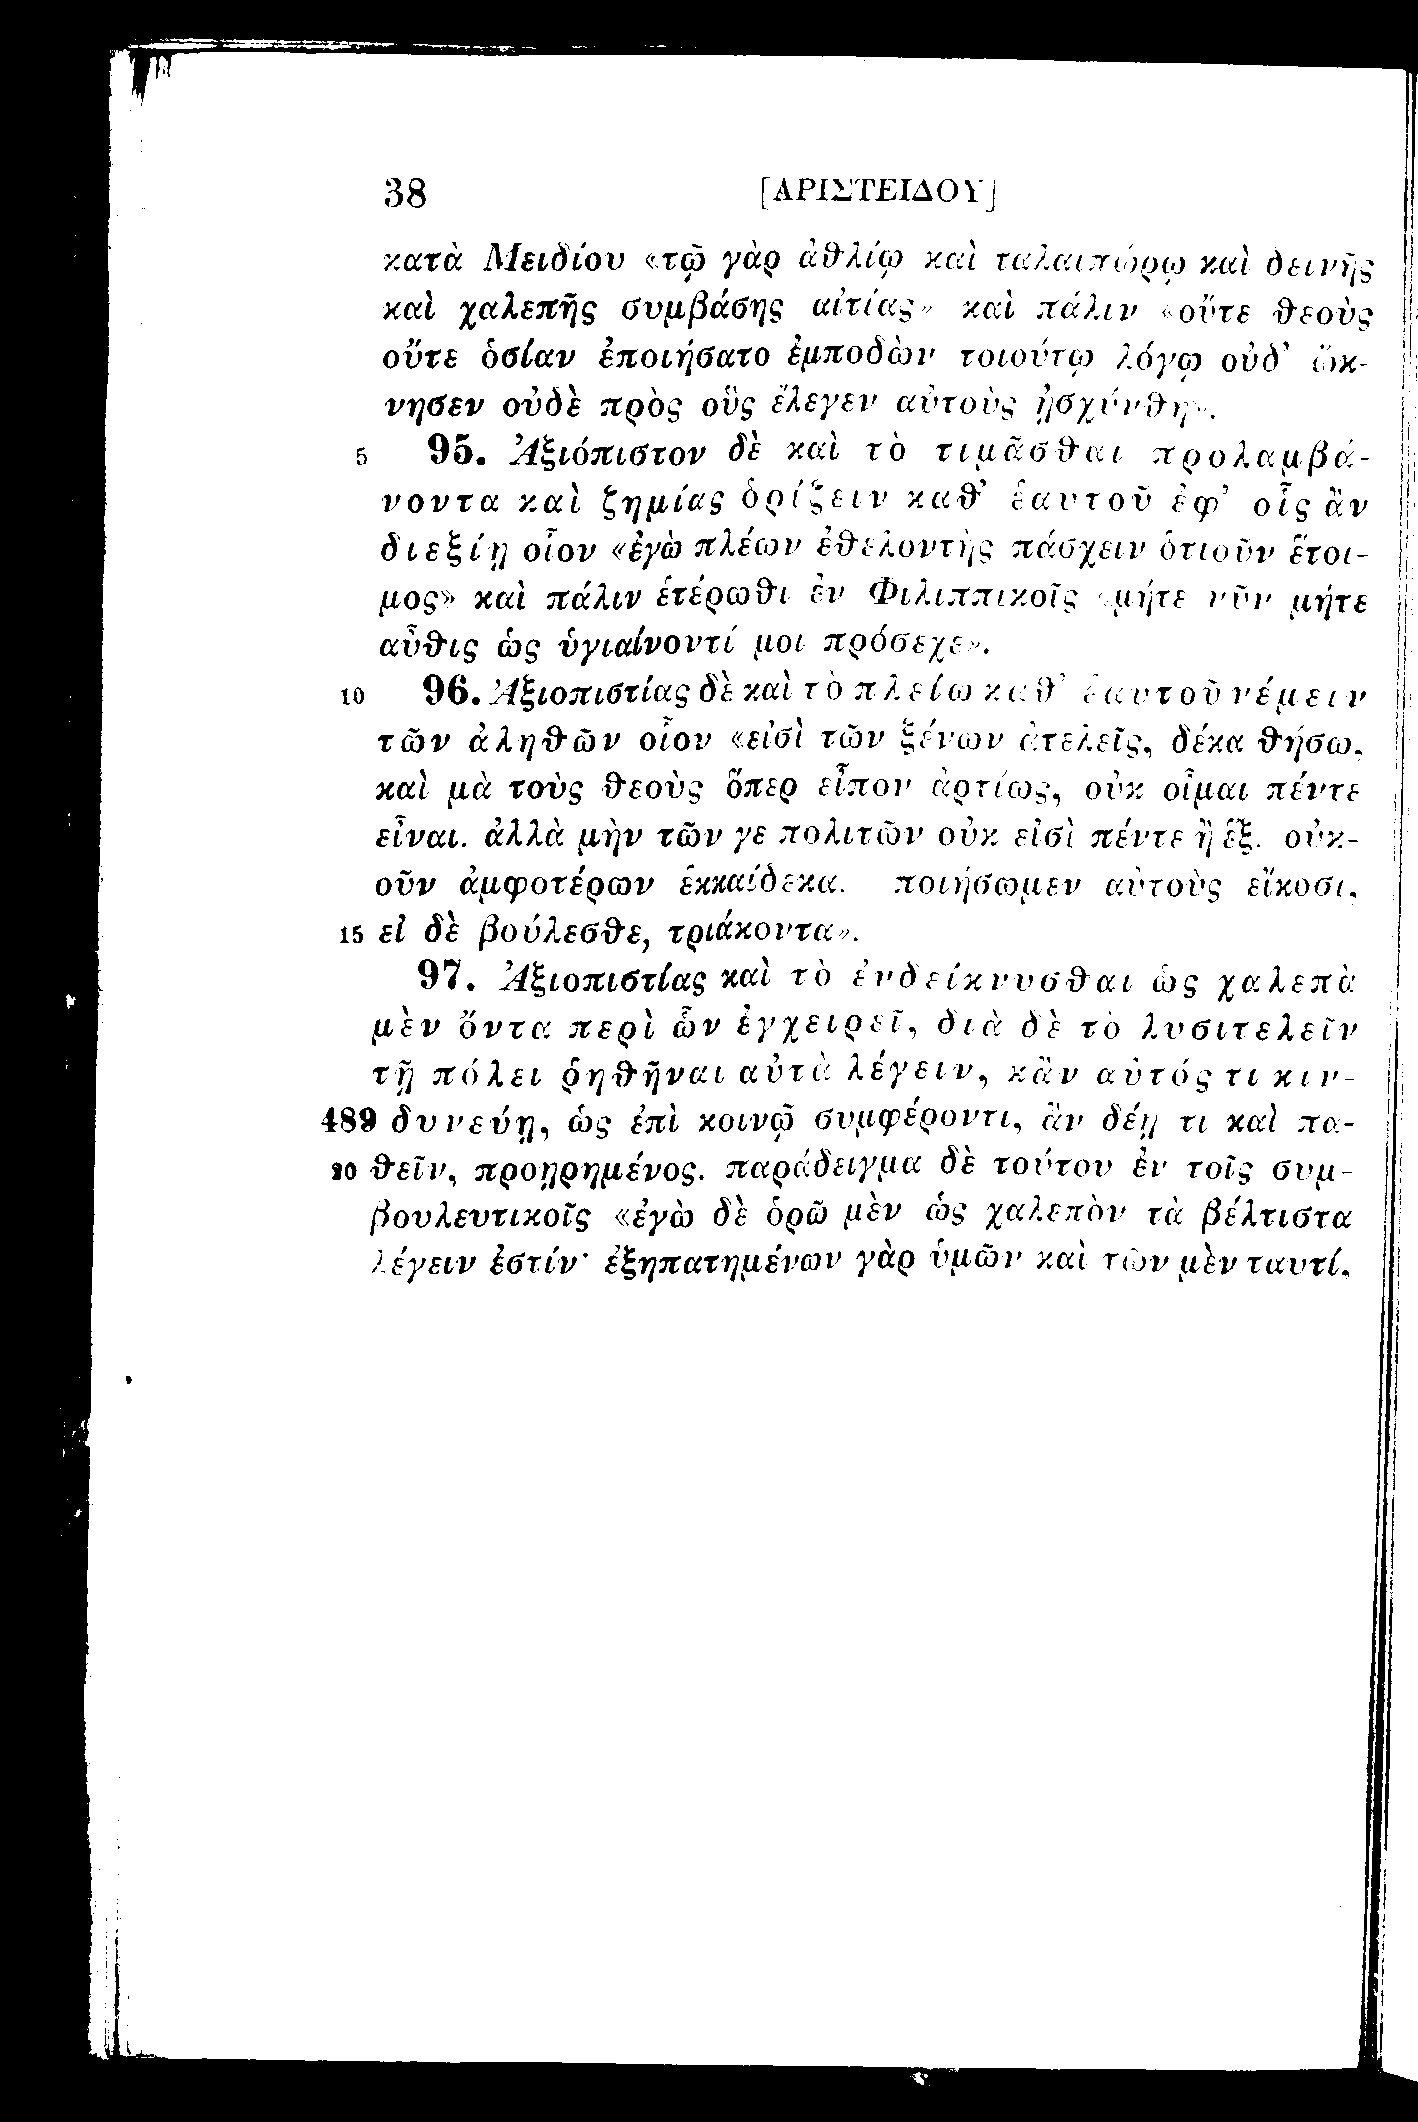 38 [ΑΡΙΣΤΕΙΔΟΥ]
κατὰ Μειδίου «τῷ γὰρ ἀθλίῳ καὶ ταλαιπώρῳ καὶ δεινῆς
καὶ χαλεπῆς συμβάσης αἰτίας» καὶ πάλιν «οὔτε θεοὺς
οὔτε ὁσίαν ἐποιήσατο ἐμποδὼν τοιούτῳ λόγῳ οὐδ’ ὤκ-
νησεν οὐδὲ πρὸς οὓς ἔλεγεν αὐτοὺς ᾐσχύνθη».
5 95. Ἀξιόπιστον δὲ καὶ τὸ τιμᾶσθαι προλαμβά-
νοντα καὶ ζημίας ὁρίζειν καθ’ ἑαυτοῦ ἐφ’ οἷς ἂν
διεξίῃ οἷον «ἐγὼ πλέων ἐθελοντὴς πάσχειν ὁτιοῦν ἕτοι-
μος» καὶ πάλιν ἑτέρωθι ἐν Φιλιππικοῖς «μήτε νῦν μήτε
αὖθις ὡς ὑγιαίνοντί μοι πρόσεχε».
10 96. Ἀξιοπιστίας δὲ καὶ τὸ πλείω καθ’ ἑαυτοῦ νέμειν
τῶν ἀληθῶν οἷον «εἰσὶ τῶν ξένων ἀτελεῖς, δέκα θήσω,
καὶ μὰ τοὺς θεοὺς ὅπερ εἶπον ἀρτίως, οὐκ οἶμαι πέντε
εἶναι. ἀλλὰ μὴν τῶν γε πολιτῶν οὐκ εἰσὶ πέντε ἢ ἕξ. οὐκ-
οῦν ἀμφοτέρων ἑκκαίδεκα. ποιήσωμεν αὐτοὺς εἴκοσι,
15 εἰ δὲ βούλεσθε, τριάκοντα».
97. Ἀξιοπιστίας καὶ τὸ ἐνδείκνυσθαι ὡς χαλεπὰ
μὲν ὄντα περὶ ὧν ἐγχειρεῖ, διὰ δὲ τὸ λυσιτελεῖν
τῇ πόλει ῥηθῆναι αὐτὰ λέγειν, κἂν αὐτός τι κιν-
489 δυνεύῃ, ὡς ἐπὶ κοινῷ συμφέροντι, ἂν δέῃ τι καὶ πα-
20 θεῖν, προῃρημένος. παράδειγμα δὲ τούτου ἐν τοῖς συμ-
βουλευτικοῖς «ἐγὼ δὲ ὁρῶ μὲν ὡς χαλεπὸν τὰ βέλτιστα
λέγειν ἐστίν· ἐξηπατημένων γὰρ ὑμῶν καὶ τῶν μὲν ταυτί,